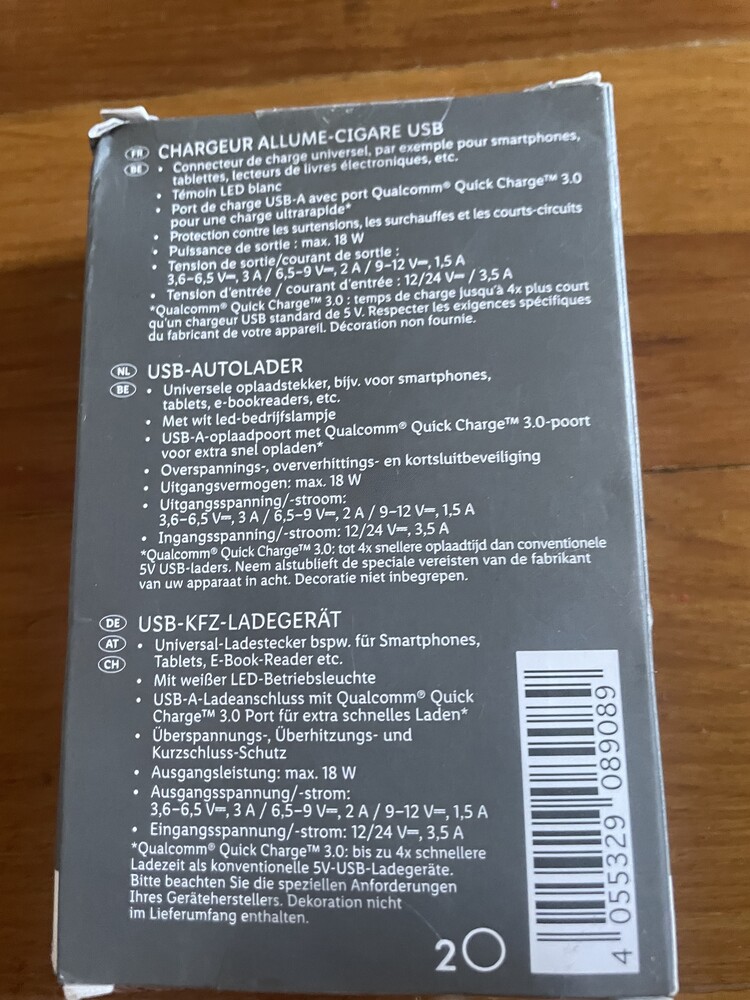 FR
BE
CHARGEUR ALLUME-CIGARE USB
• Connecteur de charge universel, par exemple pour smartphones,
tablettes, lecteurs de livres électroniques, etc.
• Témoin LED blanc
• Port de charge USB-A avec port Qualcomm® Quick Charge™ 3.0
pour une charge ultrarapide*
• Protection contre les surtensions, les surchauffes et les courts-circuits
• Puissance de sortie : max. 18 W
• Tension de sortie/courant de sortie :
3,6–6,5 V⎓, 3 A / 6,5–9 V⎓, 2 A / 9–12 V⎓, 1,5 A
• Tension d'entrée / courant d'entrée : 12/24 V⎓ / 3,5 A
*Qualcomm® Quick Charge™ 3.0 : temps de charge jusqu'à 4x plus court
qu'un chargeur USB standard de 5 V. Respecter les exigences spécifiques
du fabricant de votre appareil. Décoration non fournie.
NL
BE
USB-AUTOLADER
• Universele oplaadstekker, bijv. voor smartphones,
tablets, e-bookreaders, etc.
• Met wit led-bedrijfslampje
• USB-A-oplaadpoort met Qualcomm® Quick Charge™ 3.0-poort
voor extra snel opladen*
• Overspannings-, oververhittings- en kortsluitbeveiliging
• Uitgangsvermogen: max. 18 W
• Uitgangsspanning/-stroom:
3,6–6,5 V⎓, 3 A / 6,5–9 V⎓, 2 A / 9–12 V⎓, 1,5 A
• Ingangsspanning/-stroom: 12/24 V⎓, 3,5 A
*Qualcomm® Quick Charge™ 3.0: tot 4x snellere oplaadtijd dan conventionele
5V USB-laders. Neem alstublieft de speciale vereisten van de fabrikant
van uw apparaat in acht. Decoratie niet inbegrepen.
DE
AT
CH
USB-KFZ-LADEGERÄT
• Universal-Ladestecker bspw. für Smartphones,
Tablets, E-Book-Reader etc.
• Mit weißer LED-Betriebsleuchte
• USB-A-Ladeanschluss mit Qualcomm® Quick
Charge™ 3.0 Port für extra schnelles Laden*
• Überspannungs-, Überhitzungs- und
Kurzschluss-Schutz
• Ausgangsleistung: max. 18 W
• Ausgangsspannung/-strom:
3,6–6,5 V⎓, 3 A / 6,5–9 V⎓, 2 A / 9–12 V⎓, 1,5 A
• Eingangsspannung/-strom: 12/24 V⎓, 3,5 A
*Qualcomm® Quick Charge™ 3.0: bis zu 4x schnellere
Ladezeit als konventionelle 5V-USB-Ladegeräte.
Bitte beachten Sie die speziellen Anforderungen
Ihres Geräteherstellers. Dekoration nicht
im Lieferumfang enthalten.
2
4 055329 089089